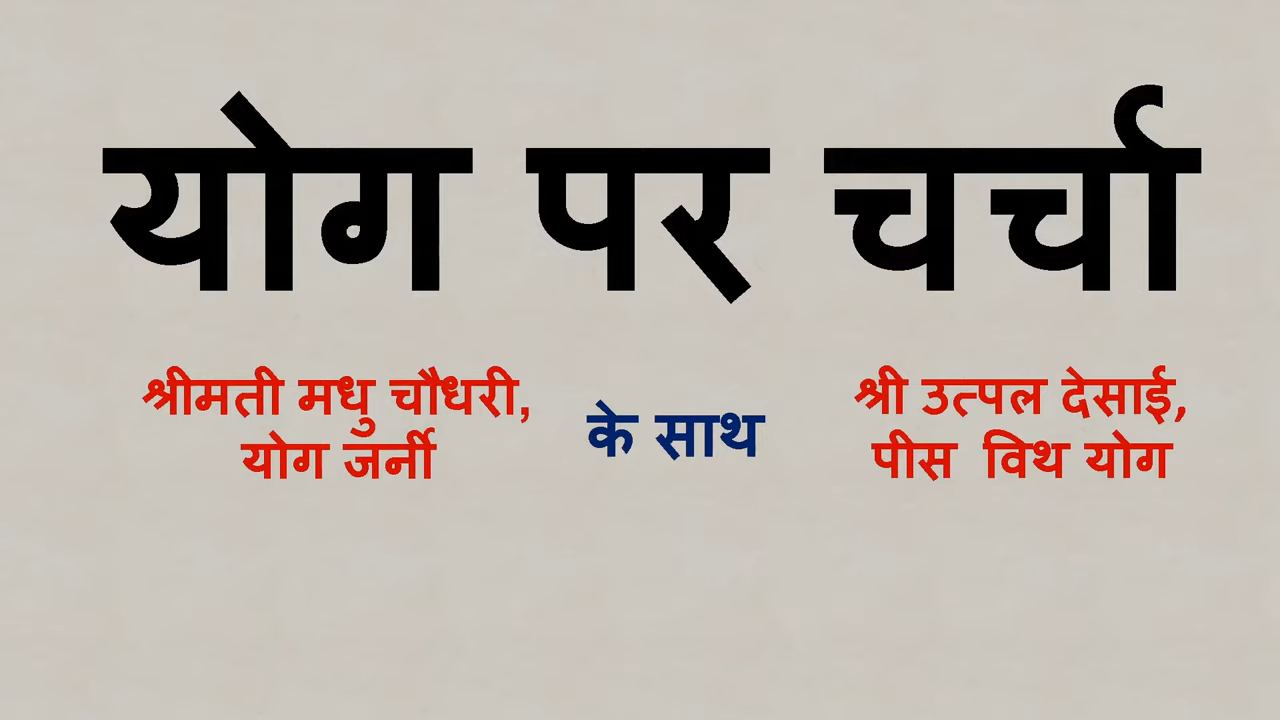 योग पर चर्चा
श्रीमती मधु चौधरी,
योग जर्नी
के साथ
श्री उत्पल देसाई,
पीस विथ योग